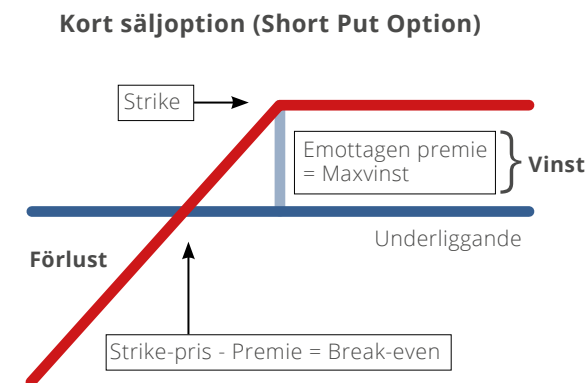 Kort säljoption (Short Put Option)
Strike
Emottagen premie
= Maxvinst
Vinst
Underliggande
Förlust
Strike-pris - Premie = Break-even